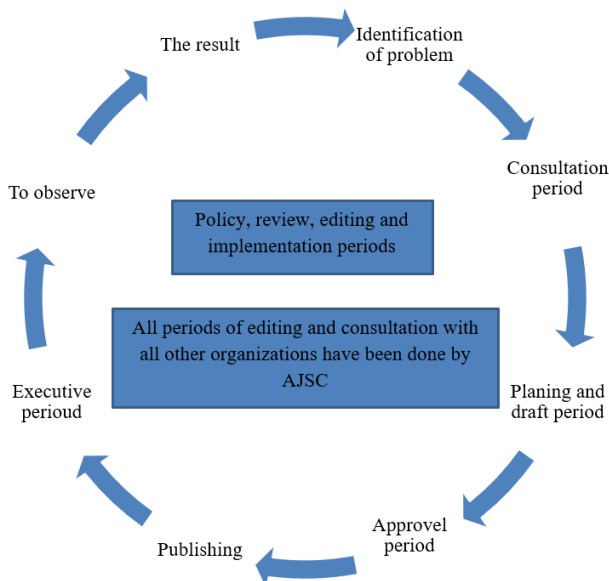 The result
Identification
of problem
Consultation
period
To observe
Policy, review, editing and
implementation periods
All periods of editing and consultation with
all other organizations have been done by
AJSC
Planing and
draft period
Executive
perioud
Approvel
period
Publishing